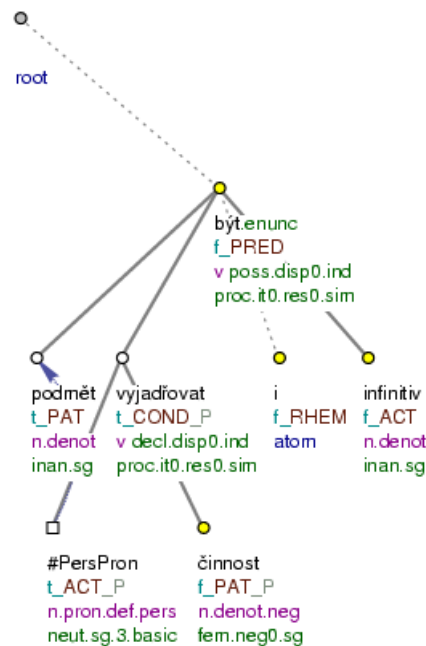 root
být.enunc
f_PRED
v poss.disp0.ind
proc.it0.res0.sim
podmět
t_PAT
n.denot
inan.sg
vyjadřovat
t_COND_P
v decl.disp0.ind
proc.it0.res0.sim
i
f_RHEM
atom
infinitiv
f_ACT
n.denot
inan.sg
#PersPron
t_ACT_P
n.pron.def.pers
neut.sg.3.basic
činnost
f_PAT_P
n.denot.neg
fem.neg0.sg